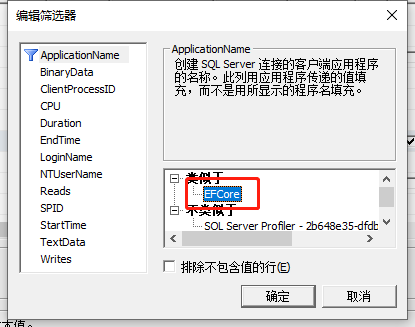 编辑筛选器
ApplicationName
BinaryData
ClientProcessID
CPU
Duration
EndTime
LoginName
NTUserName
Reads
SPID
StartTime
TextData
Writes
ApplicationName
创建 SQL Server 连接的客户端应用程序
的名称。此列用应用程序传递的值填
充，而不是用所显示的程序名填充。
类似于
EFCore
不类似于
SQL Server Profiler - 2b648e35-dfdb
排除不包含值的行(E)
确定
取消